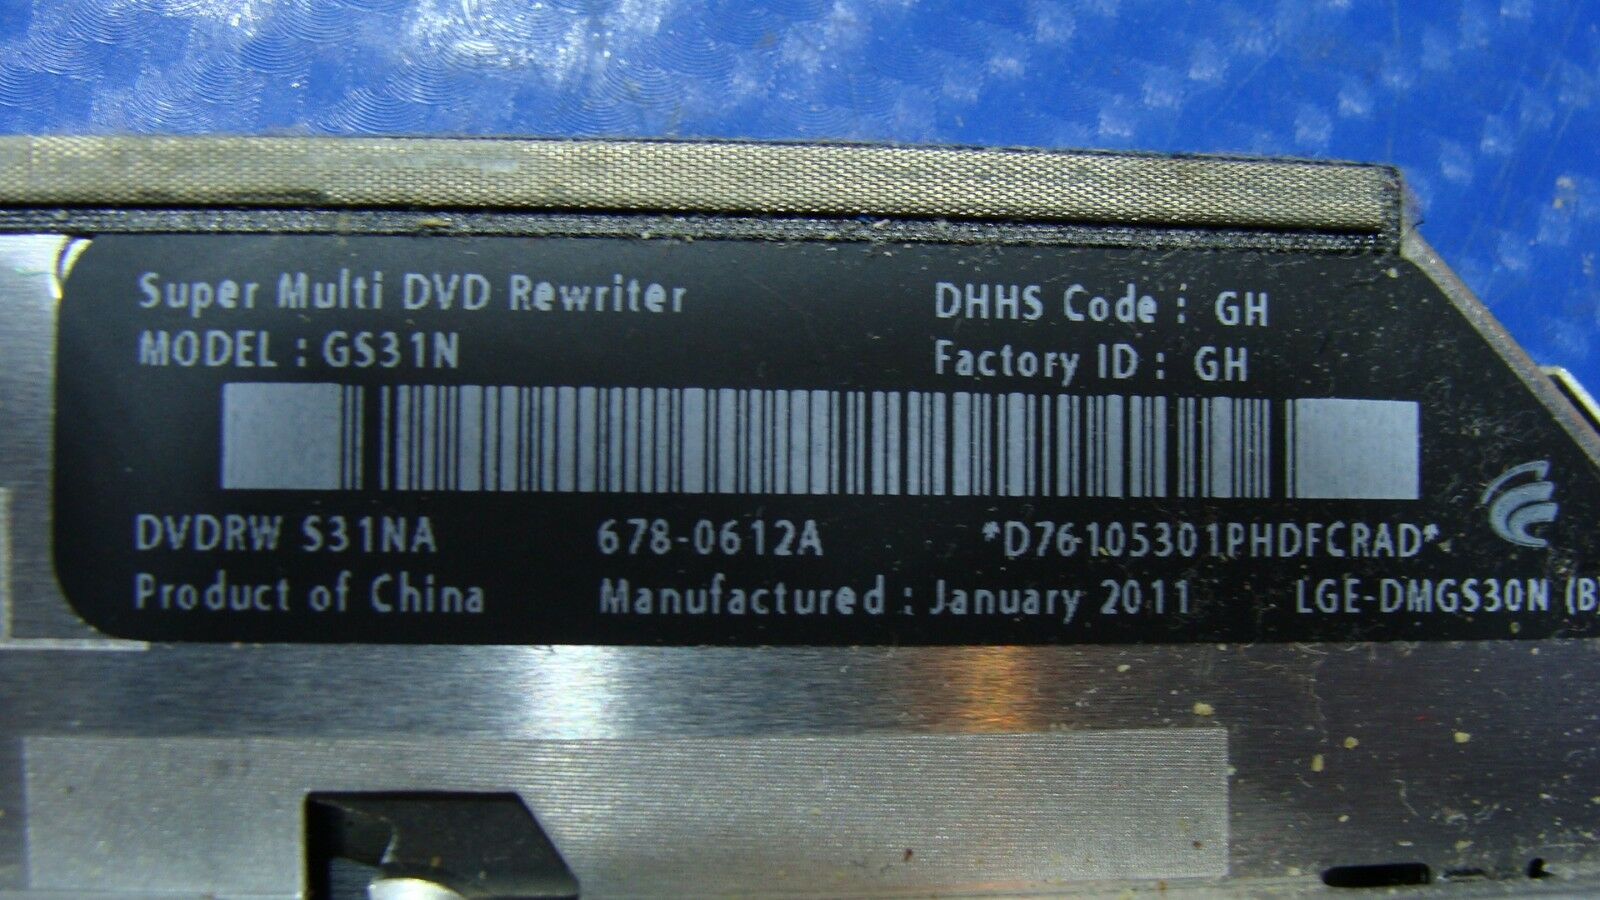 Super Multi DVD Rewriter
MODEL : GS31N
DHHS Code : GH
Factory ID : GH
DVDRW S31NA 678-0612A *D76105301PHDFCRAD*
Product of China Manufactured : January 2011 LGE-DMGS30N (B)